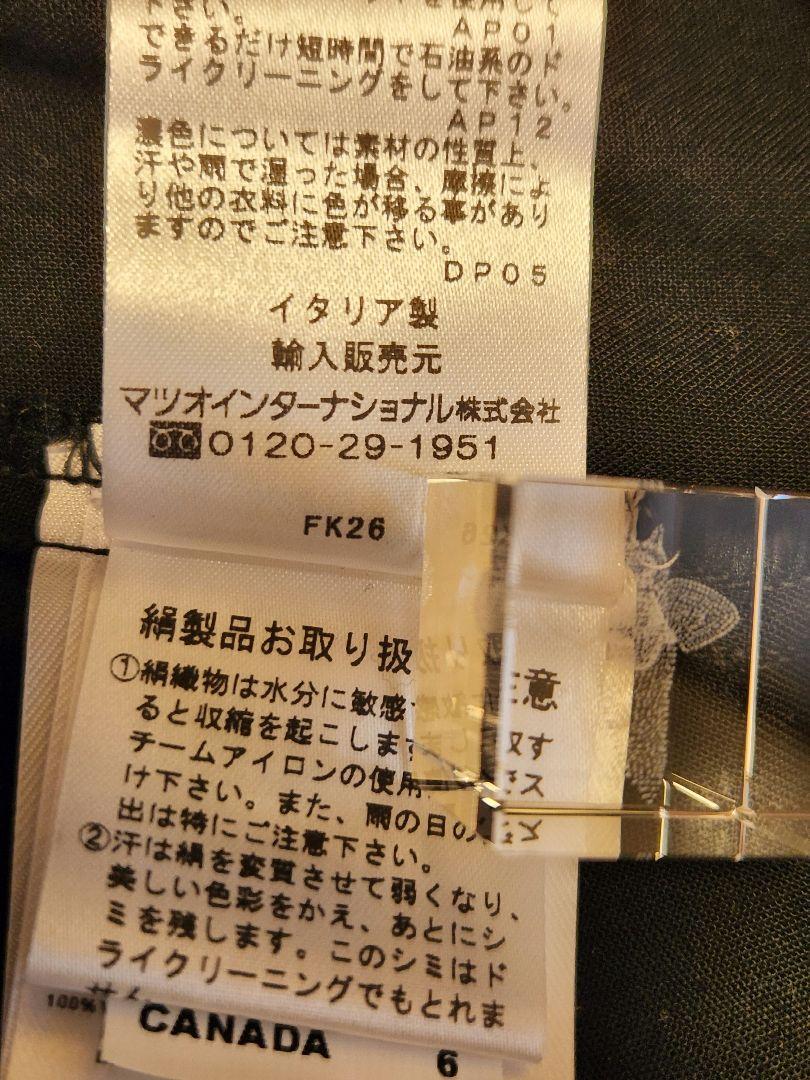 下さい。
AP01
できるだけ短時間で石油系のド
ライクリーニングをして下さい。
AP12
濃色については素材の性質上、
汗や雨で湿った場合、摩擦によ
り他の衣料に色が移る事があり
ますのでご注意下さい。
DP05
イタリア製
輸入販売元
マツオインターナショナル株式会社
0120-29-1951
FK26
絹製品お取り扱 注意
①絹織物は水分に敏感
ると収縮を起こします
チームアイロンの使用
け下さい。また、雨の日の
出は特にご注意下さい。
②汗は絹を変質させて弱くなり、
美しい色彩をかえ、あとにシ
ミを残します。このシミはド
ライクリーニングでもとれま
せん
100%
CANADA 6